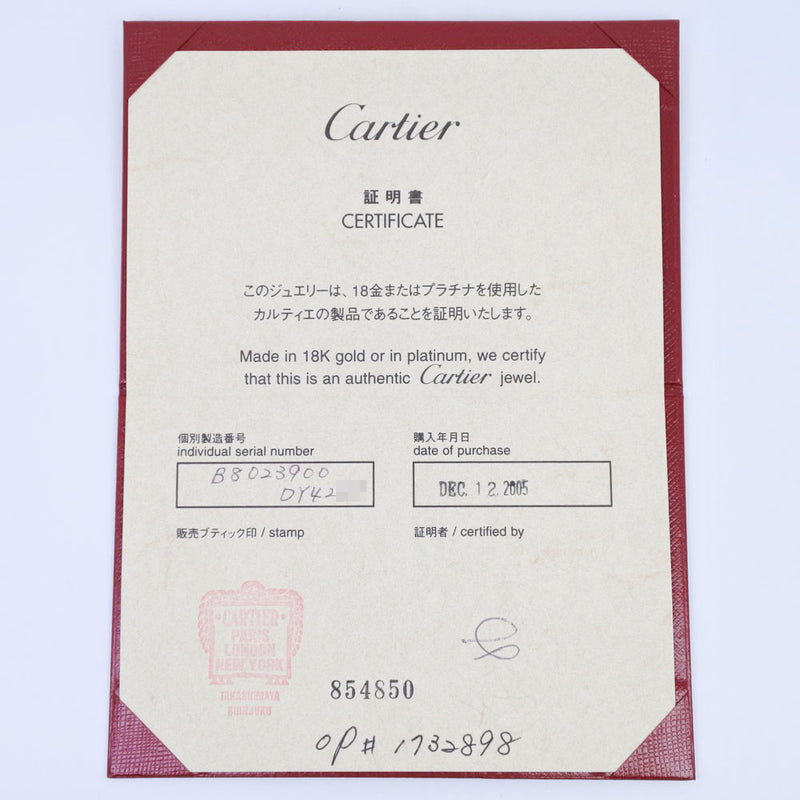 Cartier
証明書
CERTIFICATE
このジュエリーは、18金またはプラチナを使用した
カルティエの製品であることを証明いたします。
Made in 18K gold or in platinum, we certify
that this is an authentic Cartier jewel.
個別製造番号
individual serial number
B8023900
DY42
購入年月日
date of purchase
DEC. 12. 2005
販売ブティック印 / stamp
証明者 / certified by
CARTIER
PARIS
LONDON
NEW YORK
TAKASHIMAYA
SHINJUKU
854850
OP# 1732898